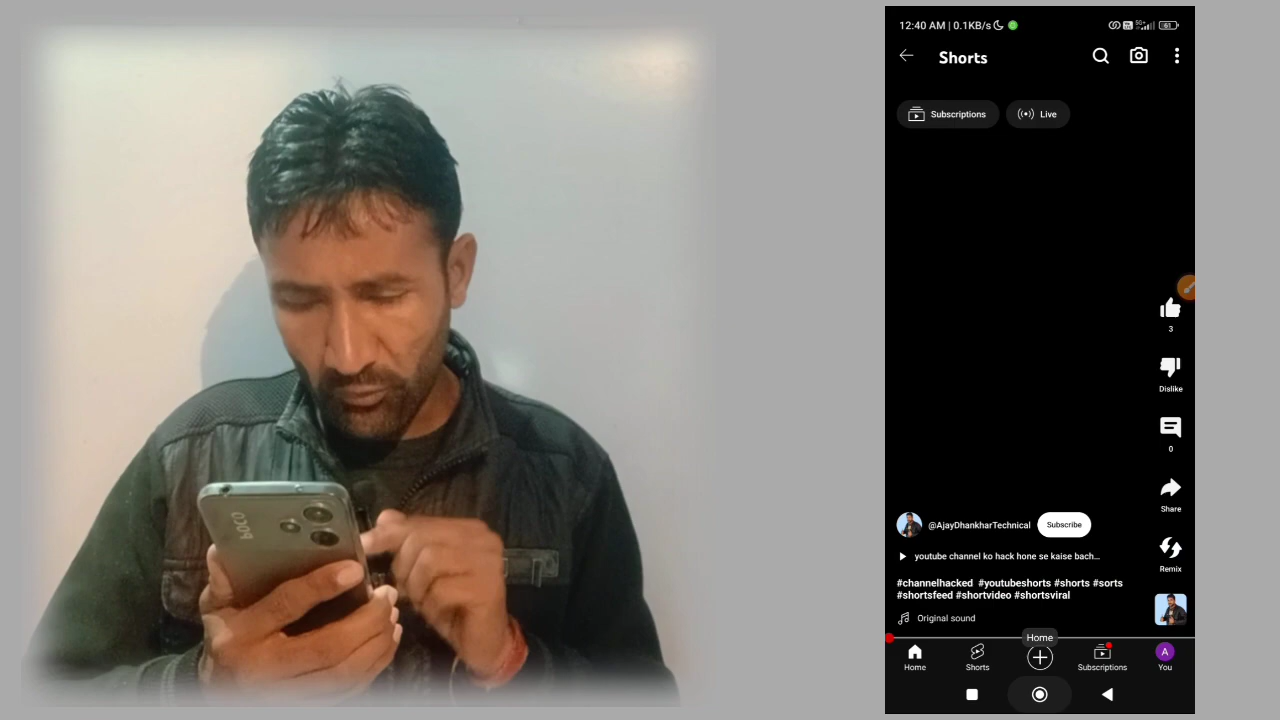 POCO
12:40 AM | 0.1KB/s
5G+
61
Shorts
Subscriptions
Live
3
Dislike
0
Share
@AjayDhankharTechnical
Subscribe
youtube channel ko hack hone se kaise bach...
Remix
#channelhacked #youtubeshorts #shorts #sorts
#shortsfeed #shortvideo #shortsviral
Original sound
Home
Home
Shorts
Subscriptions
A
You